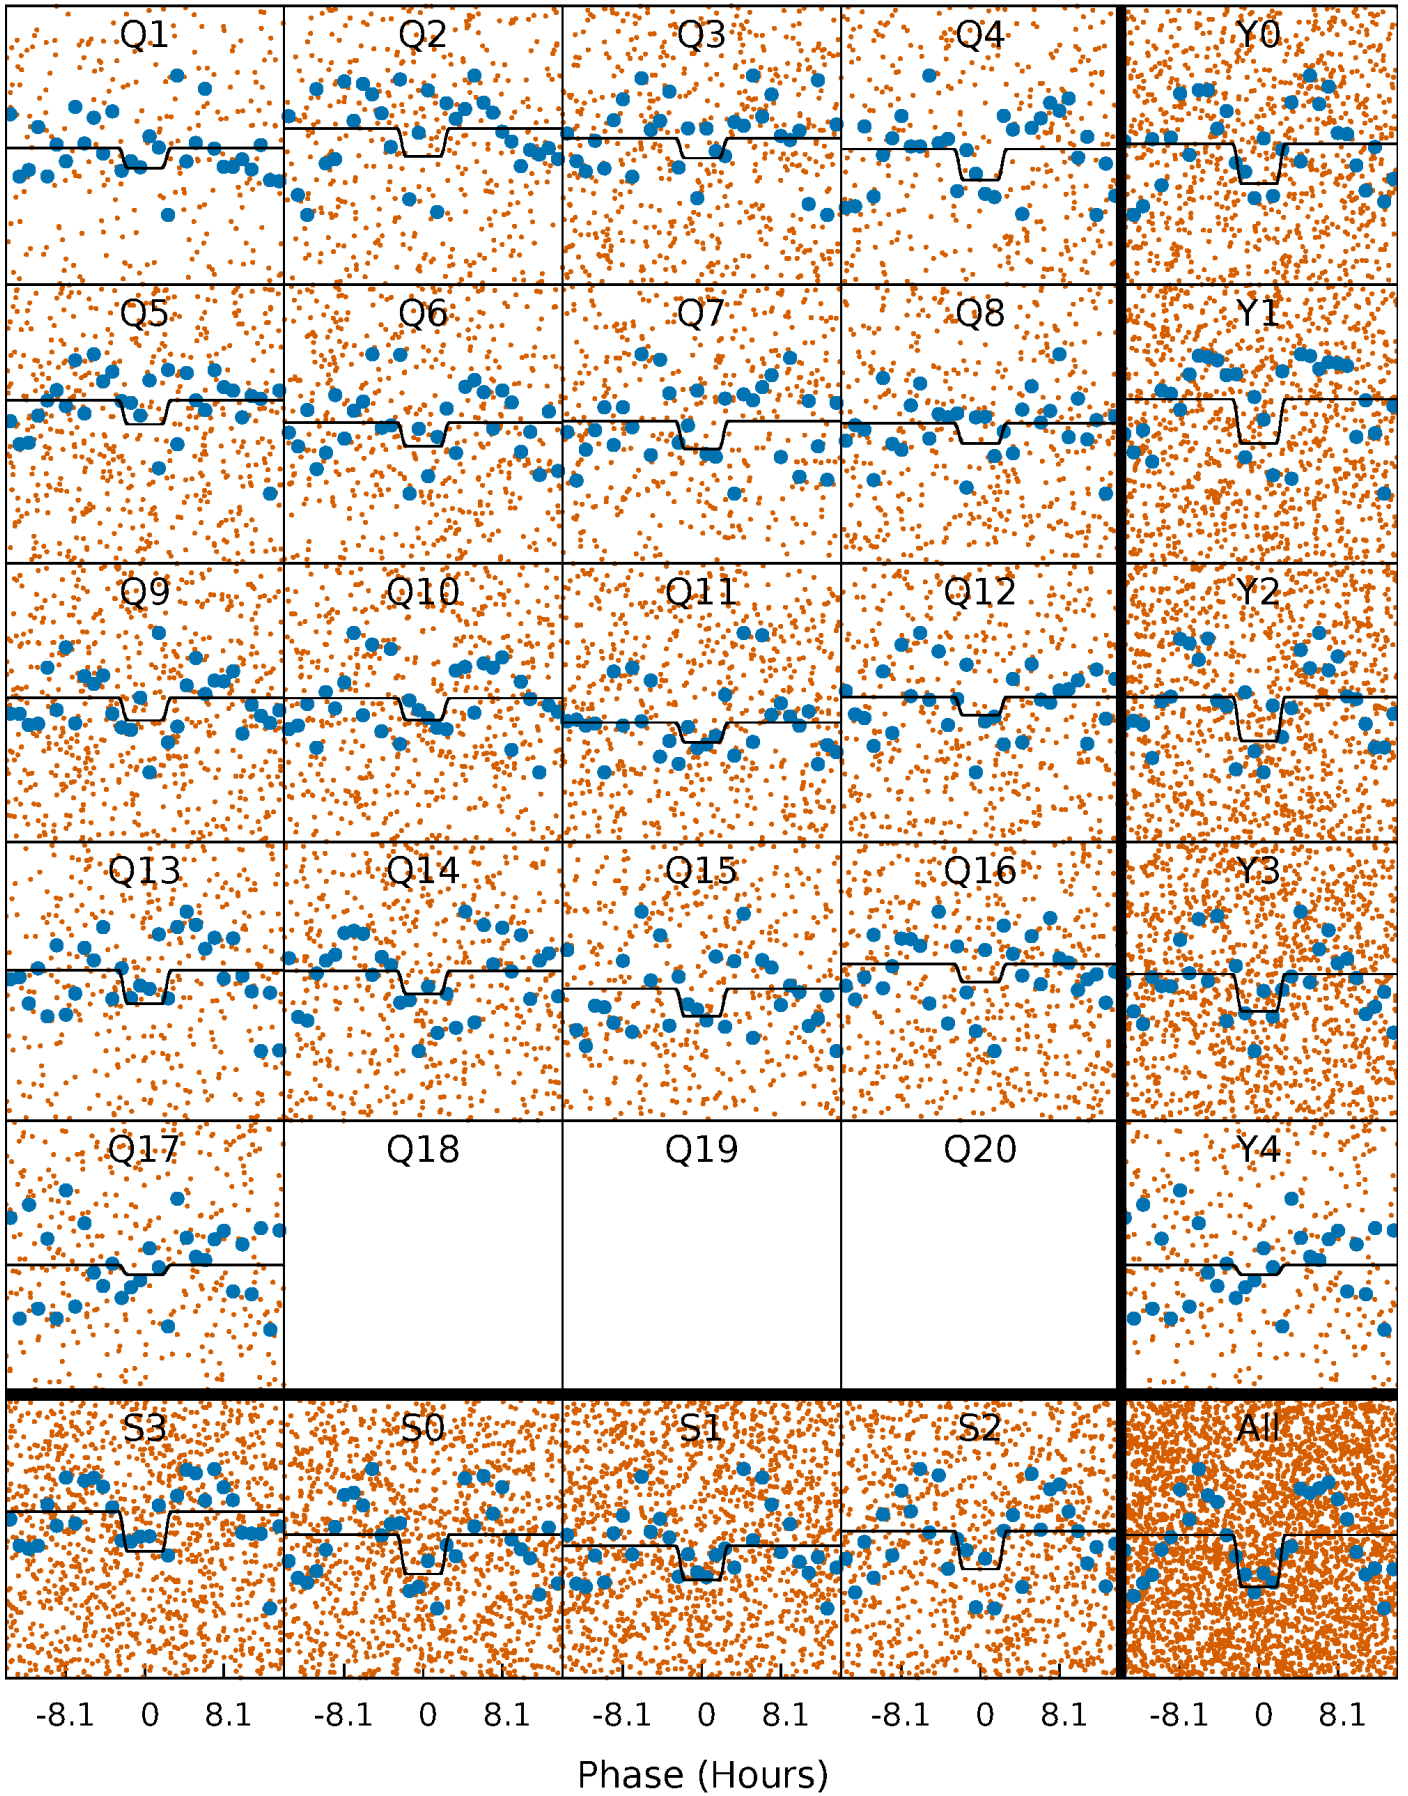 Q1 Q2 Q3 Q4 Y0
Q5 Q6 Q7 Q8 Y1
Q9 Q10 Q11 Q12 Y2
Q13 Q14 Q15 Q16 Y3
Q17 Q18 Q19 Q20 Y4
S3 S0 S1 S2 All
-8.1 0 8.1 -8.1 0 8.1 -8.1 0 8.1 -8.1 0 8.1 -8.1 0 8.1
Phase (Hours)